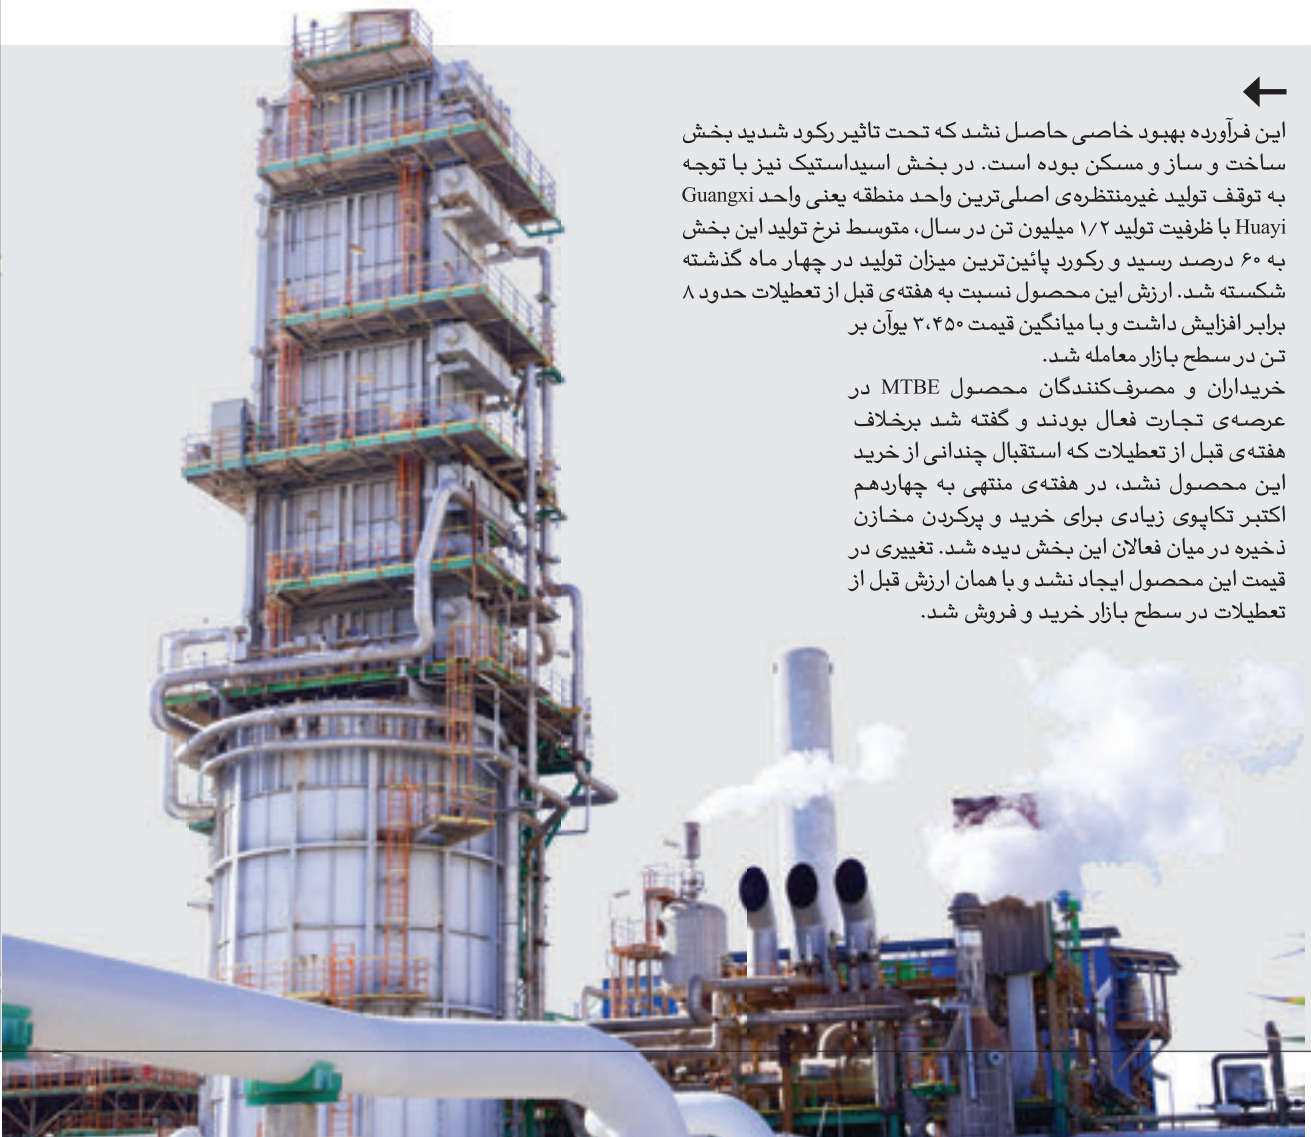 این فرآورده بهبود خاصی حاصل نشد که تحت تاثیر رکود شدید بخش
ساخت و ساز و مسکن بوده است. در بخش اسیداستیک نیز با توجه
به توقف تولید غیرمنتظره‌ی اصلی‌ترین واحد منطقه یعنی واحد Guangxi
Huayi با ظرفیت تولید ۱/۲ میلیون تن در سال، متوسط نرخ تولید این بخش
به ۶۰ درصد رسید و رکورد پائین‌ترین میزان تولید در چهار ماه گذشته
شکسته شد. ارزش این محصول نسبت به هفته‌ی قبل از تعطیلات حدود ۸
برابر افزایش داشت و با میانگین قیمت ۳،۴۵۰ یوآن بر
تن در سطح بازار معامله شد.
خریداران و مصرف‌کنندگان محصول MTBE در
عرصه‌ی تجارت فعال بودند و گفته شد برخلاف
هفته‌ی قبل از تعطیلات که استقبال چندانی از خرید
این محصول نشد، در هفته‌ی منتهی به چهاردهم
اکتبر تکاپوی زیادی برای خرید و پرکردن مخازن
ذخیره در میان فعالان این بخش دیده شد. تغییری در
قیمت این محصول ایجاد نشد و با همان ارزش قبل از
تعطیلات در سطح بازار خرید و فروش شد.